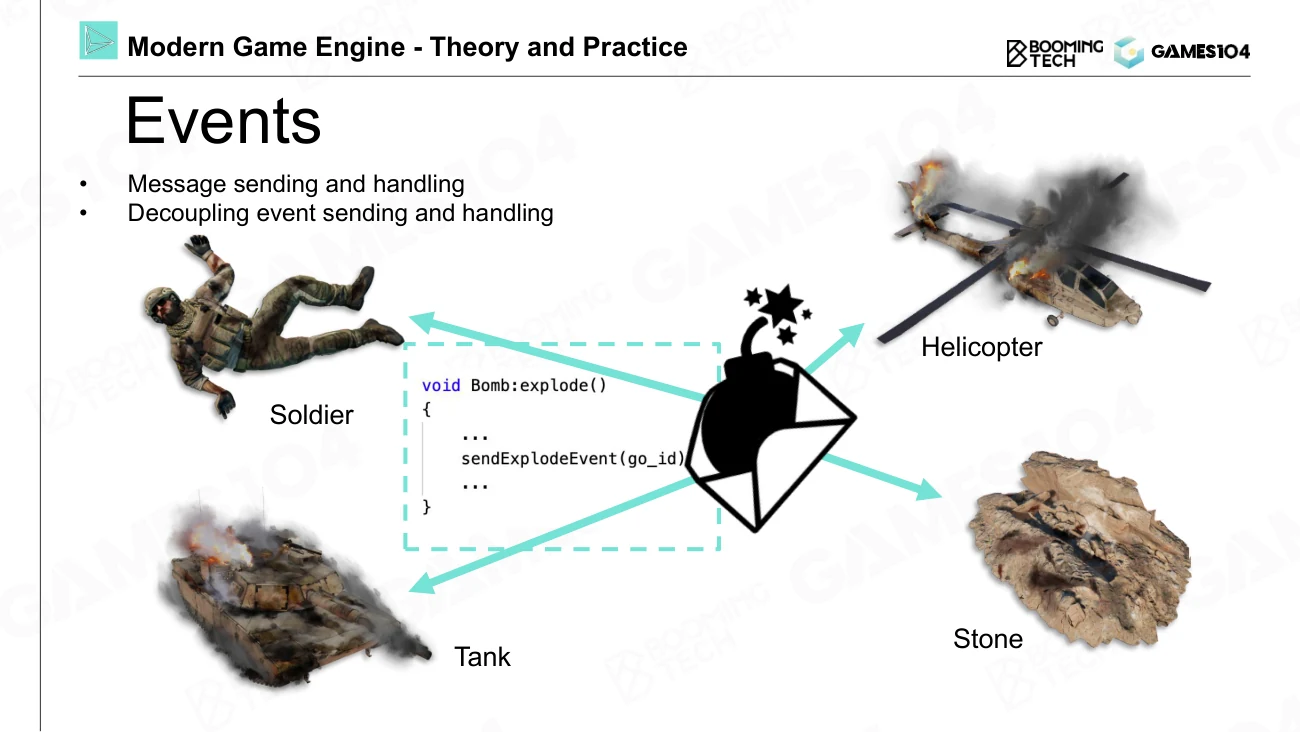 Modern Game Engine - Theory and Practice
BOOMING
TECH
GAMES104
Events
• Message sending and handling
• Decoupling event sending and handling
Helicopter
void Bomb:explode()
{
...
sendExplodeEvent(go_id)
...
}
Soldier
Stone
Tank